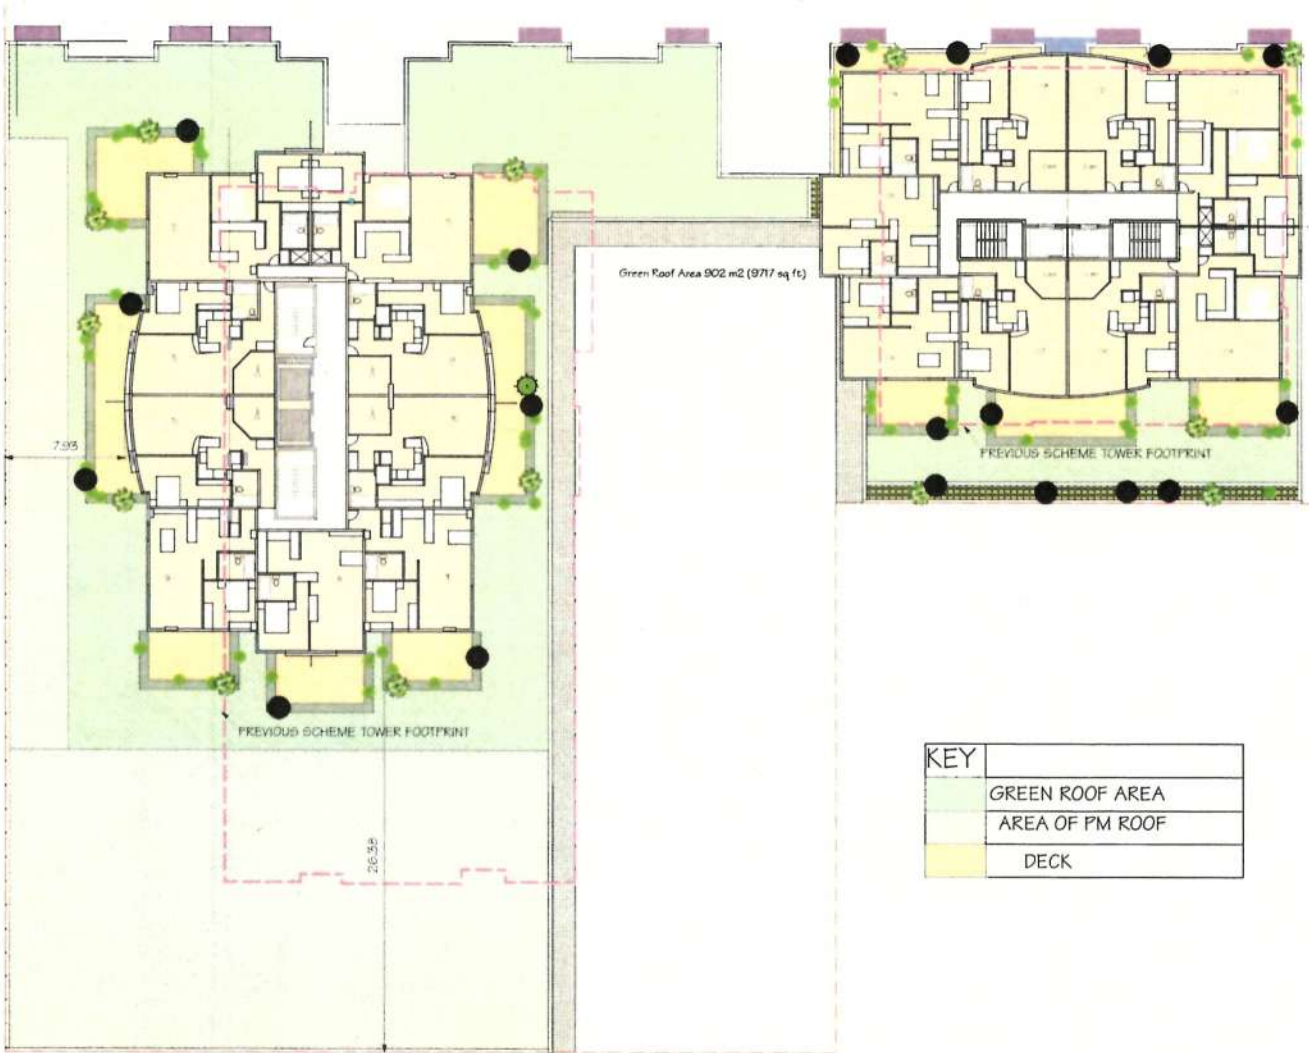 Green Roof Area 902 m2 (9717 sq ft)
7.93
PREVIOUS SCHEME TOWER FOOTPRINT
PREVIOUS SCHEME TOWER FOOTPRINT
26.38
KEY
GREEN ROOF AREA
AREA OF PM ROOF
DECK